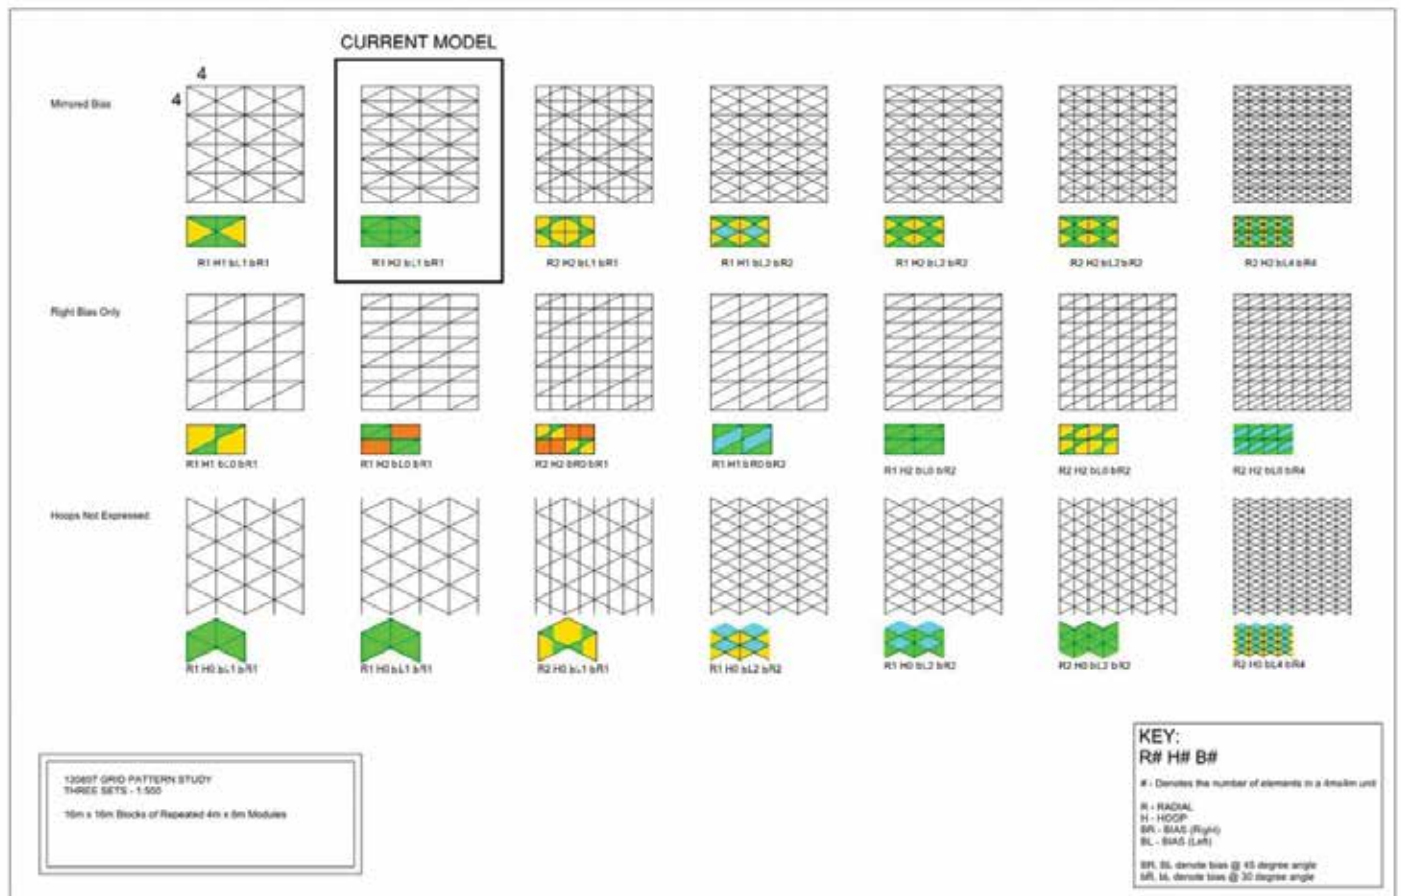 CURRENT MODEL
4
4
Mirrored Bias
R1 H1 bL1 bR1
R1 H2 bL1 bR1
R2 H2 bL1 bR1
R1 H1 bL2 bR2
R1 H2 bL2 bR2
R2 H2 bL2 bR2
R2 H2 bL4 bR4
Right Bias Only
R1 H1 bL0 bR1
R1 H2 bL0 bR1
R2 H2 bR0 bR1
R1 H1 bR0 bR2
R1 H2 bL0 bR2
R2 H2 bL0 bR2
R2 H2 bL0 bR4
Hoops Not Expressed
R1 H0 bL1 bR1
R1 H0 bL1 bR1
R2 H0 bL1 bR1
R1 H0 bL2 bR2
R1 H0 bL2 bR2
R2 H0 bL2 bR2
R2 H0 bL4 bR4
GRID PATTERN STUDY
THREE SETS - 1:500
16m x 16m Blocks of Repeated 4m x 8m Modules
KEY:
R# H# B#
# - Denotes the number of elements in a 4mx4m unit
R - RADIAL
H - HOOP
BR - BIAS (Right)
BL - BIAS (Left)
BR, BL denote bias @ 45 degree angle
bR, bL denote bias @ 30 degree angle